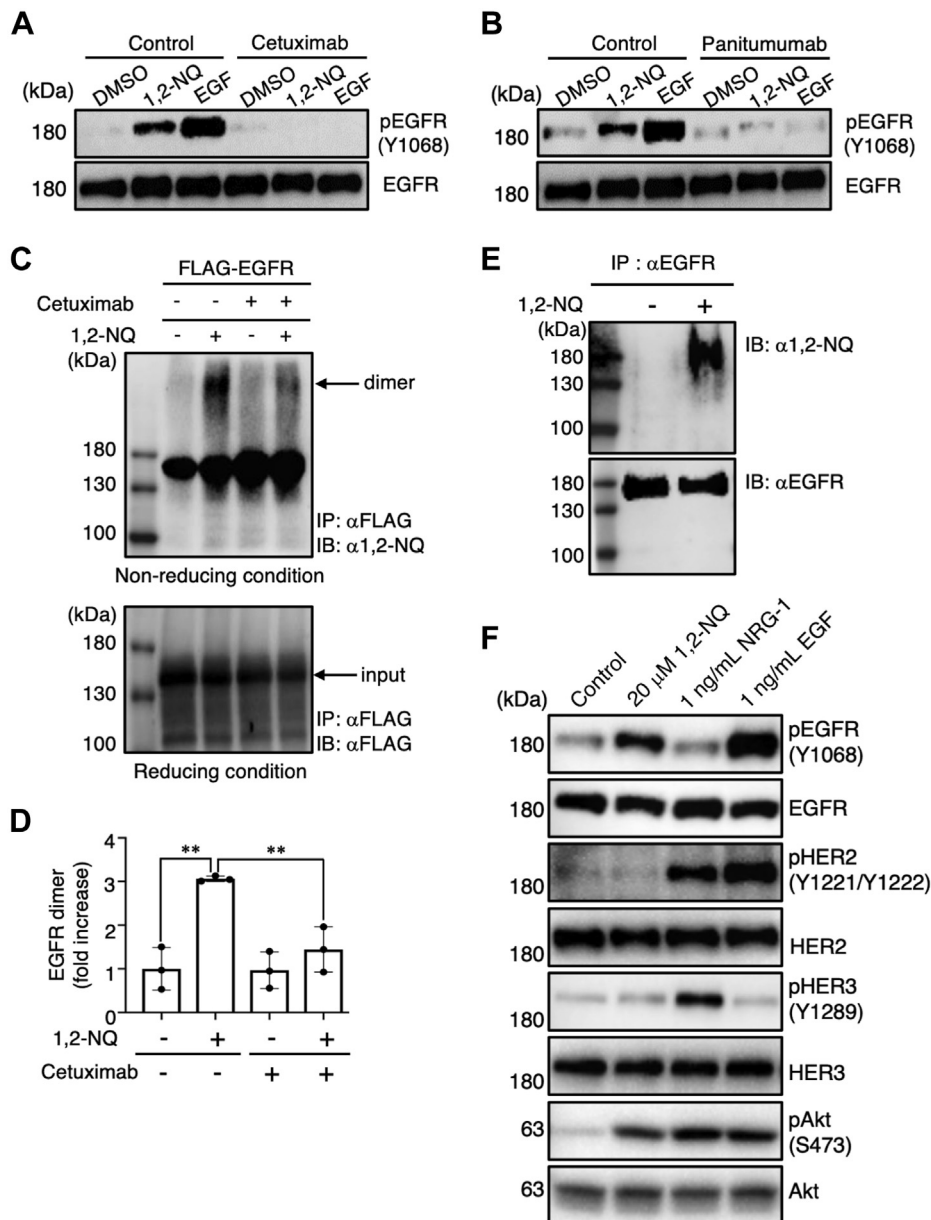 A
Control
Cetuximab
(kDa)
DMSO
1,2-NQ
EGF
DMSO
1,2-NQ
EGF
180
pEGFR
(Y1068)
180
EGFR
B
Control
Panitumumab
(kDa)
DMSO
1,2-NQ
EGF
DMSO
1,2-NQ
EGF
180
pEGFR
(Y1068)
180
EGFR
C
FLAG-EGFR
Cetuximab - - + +
1,2-NQ - + - +
(kDa)
dimer
180
130
100
IP: αFLAG
IB: α1,2-NQ
Non-reducing condition
(kDa)
180
input
130
IP: αFLAG
100
IB: αFLAG
Reducing condition
D
EGFR dimer
(fold increase)
4
3
2
1
0
**
**
1,2-NQ - + - +
Cetuximab - - + +
E
IP : αEGFR
1,2-NQ - +
(kDa)
180
130
100
IB: α1,2-NQ
180
130
100
IB: αEGFR
F
(kDa)
Control
20 μM 1,2-NQ
1 ng/mL NRG-1
1 ng/mL EGF
180
pEGFR
(Y1068)
180
EGFR
180
pHER2
(Y1221/Y1222)
180
HER2
180
pHER3
(Y1289)
180
HER3
63
pAkt
(S473)
63
Akt